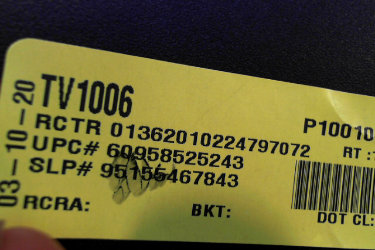 03-10-20
TV1006
P10010
RCTR 01362010224797072
RT :
UPC# 60958525243
SLP# 95155467843
RCRA:
BKT:
DOT CL: